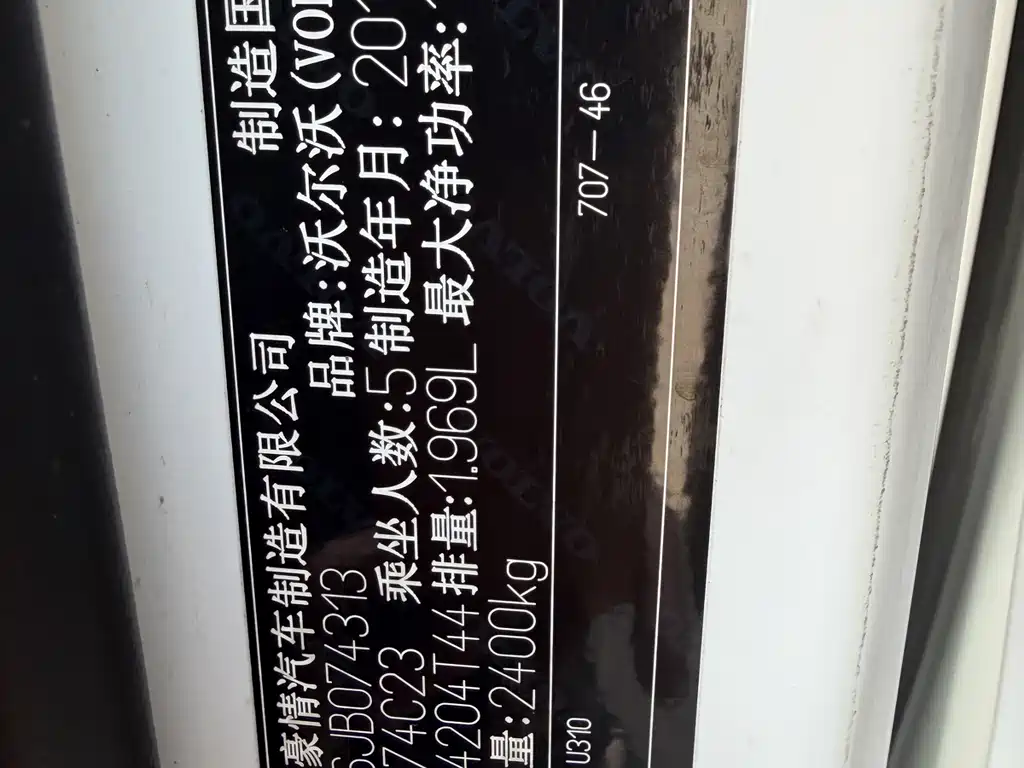 豪情汽车制造有限公司 制造国
6JB074313 品牌:沃尔沃(VOL
74C23 乘坐人数:5 制造年月: 201
4204T44 排量:1.969L 最大净功率:
量:2400kg
U310 707-46